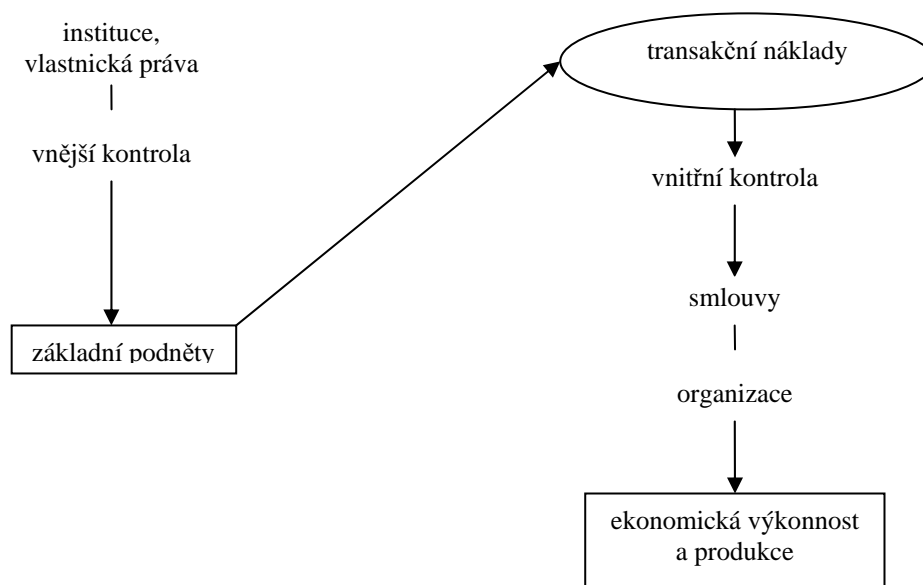 instituce,
vlastnická práva
vnější kontrola
základní podněty
transakční náklady
vnitřní kontrola
smlouvy
organizace
ekonomická výkonnost
a produkce